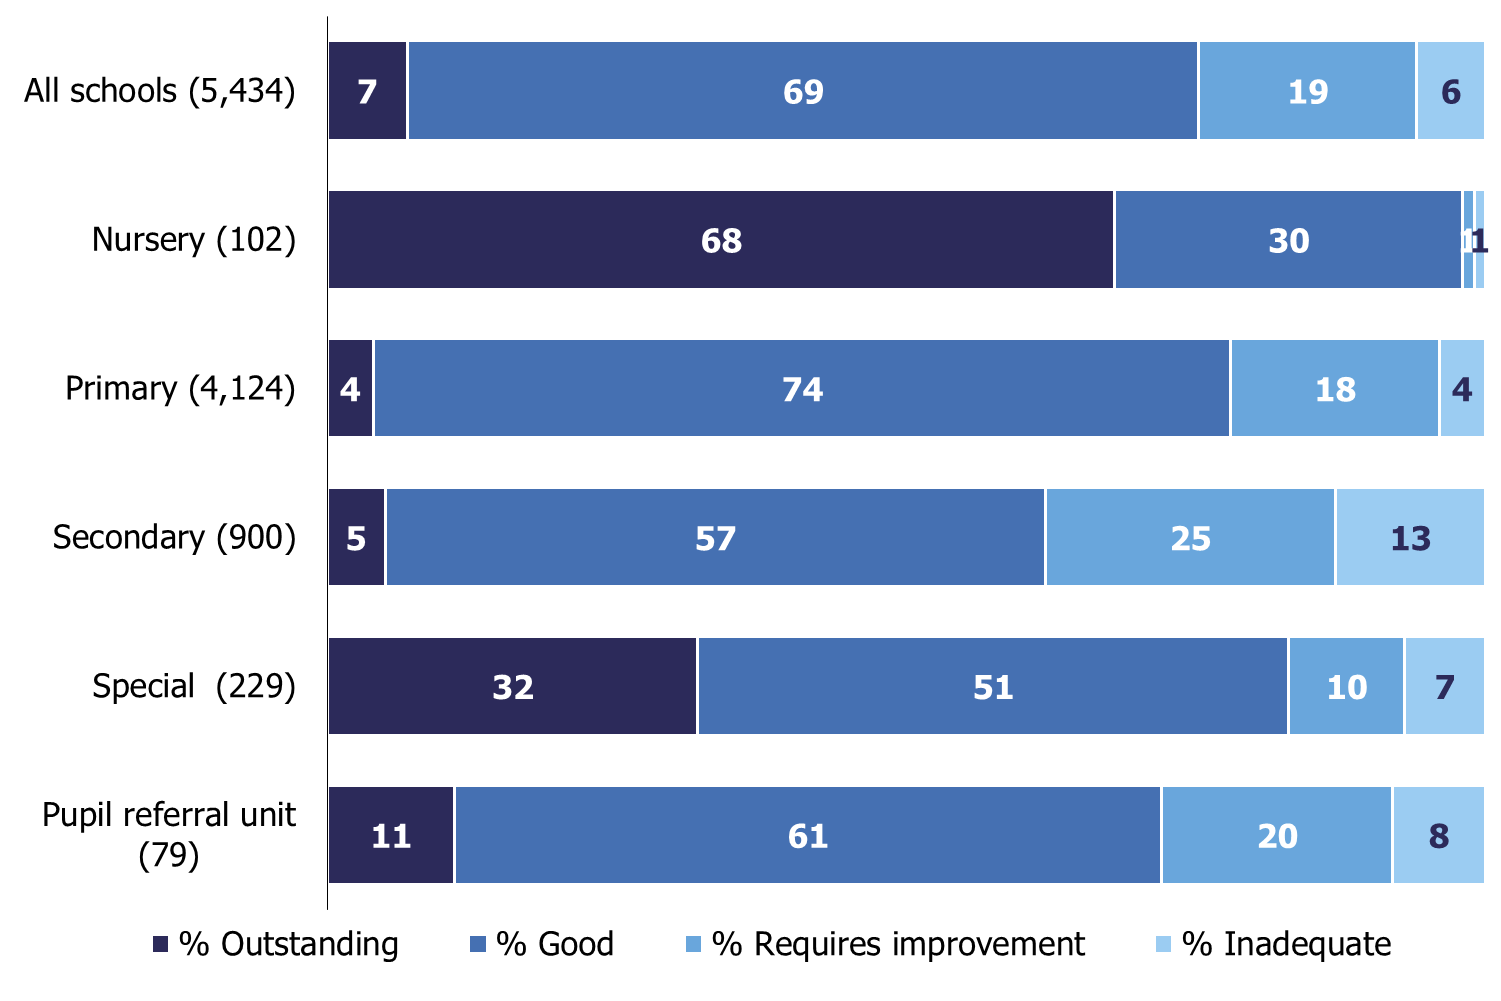 All schools (5,434) 7 69 19 6
Nursery (102) 68 30 1 1
Primary (4,124) 4 74 18 4
Secondary (900) 5 57 25 13
Special  (229) 32 51 10 7
Pupil referral unit
(79) 11 61 20 8
% Outstanding % Good % Requires improvement % Inadequate